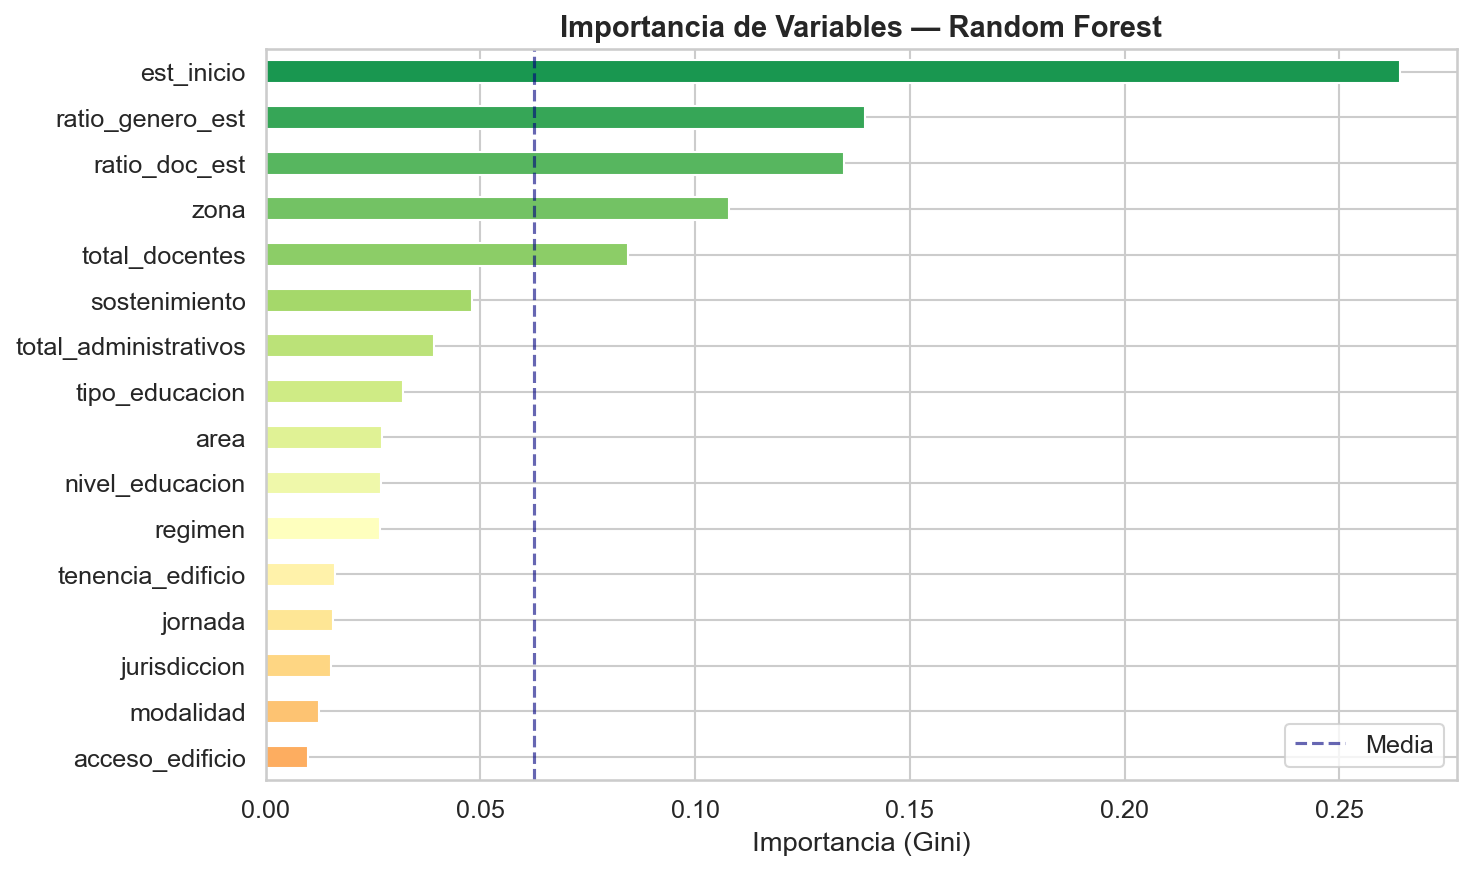 Importancia de Variables — Random Forest
est_inicio
ratio_genero_est
ratio_doc_est
zona
total_docentes
sostenimiento
total_administrativos
tipo_educacion
area
nivel_educacion
regimen
tenencia_edificio
jornada
jurisdiccion
modalidad
acceso_edificio
Media
0.00 0.05 0.10 0.15 0.20 0.25
Importancia (Gini)